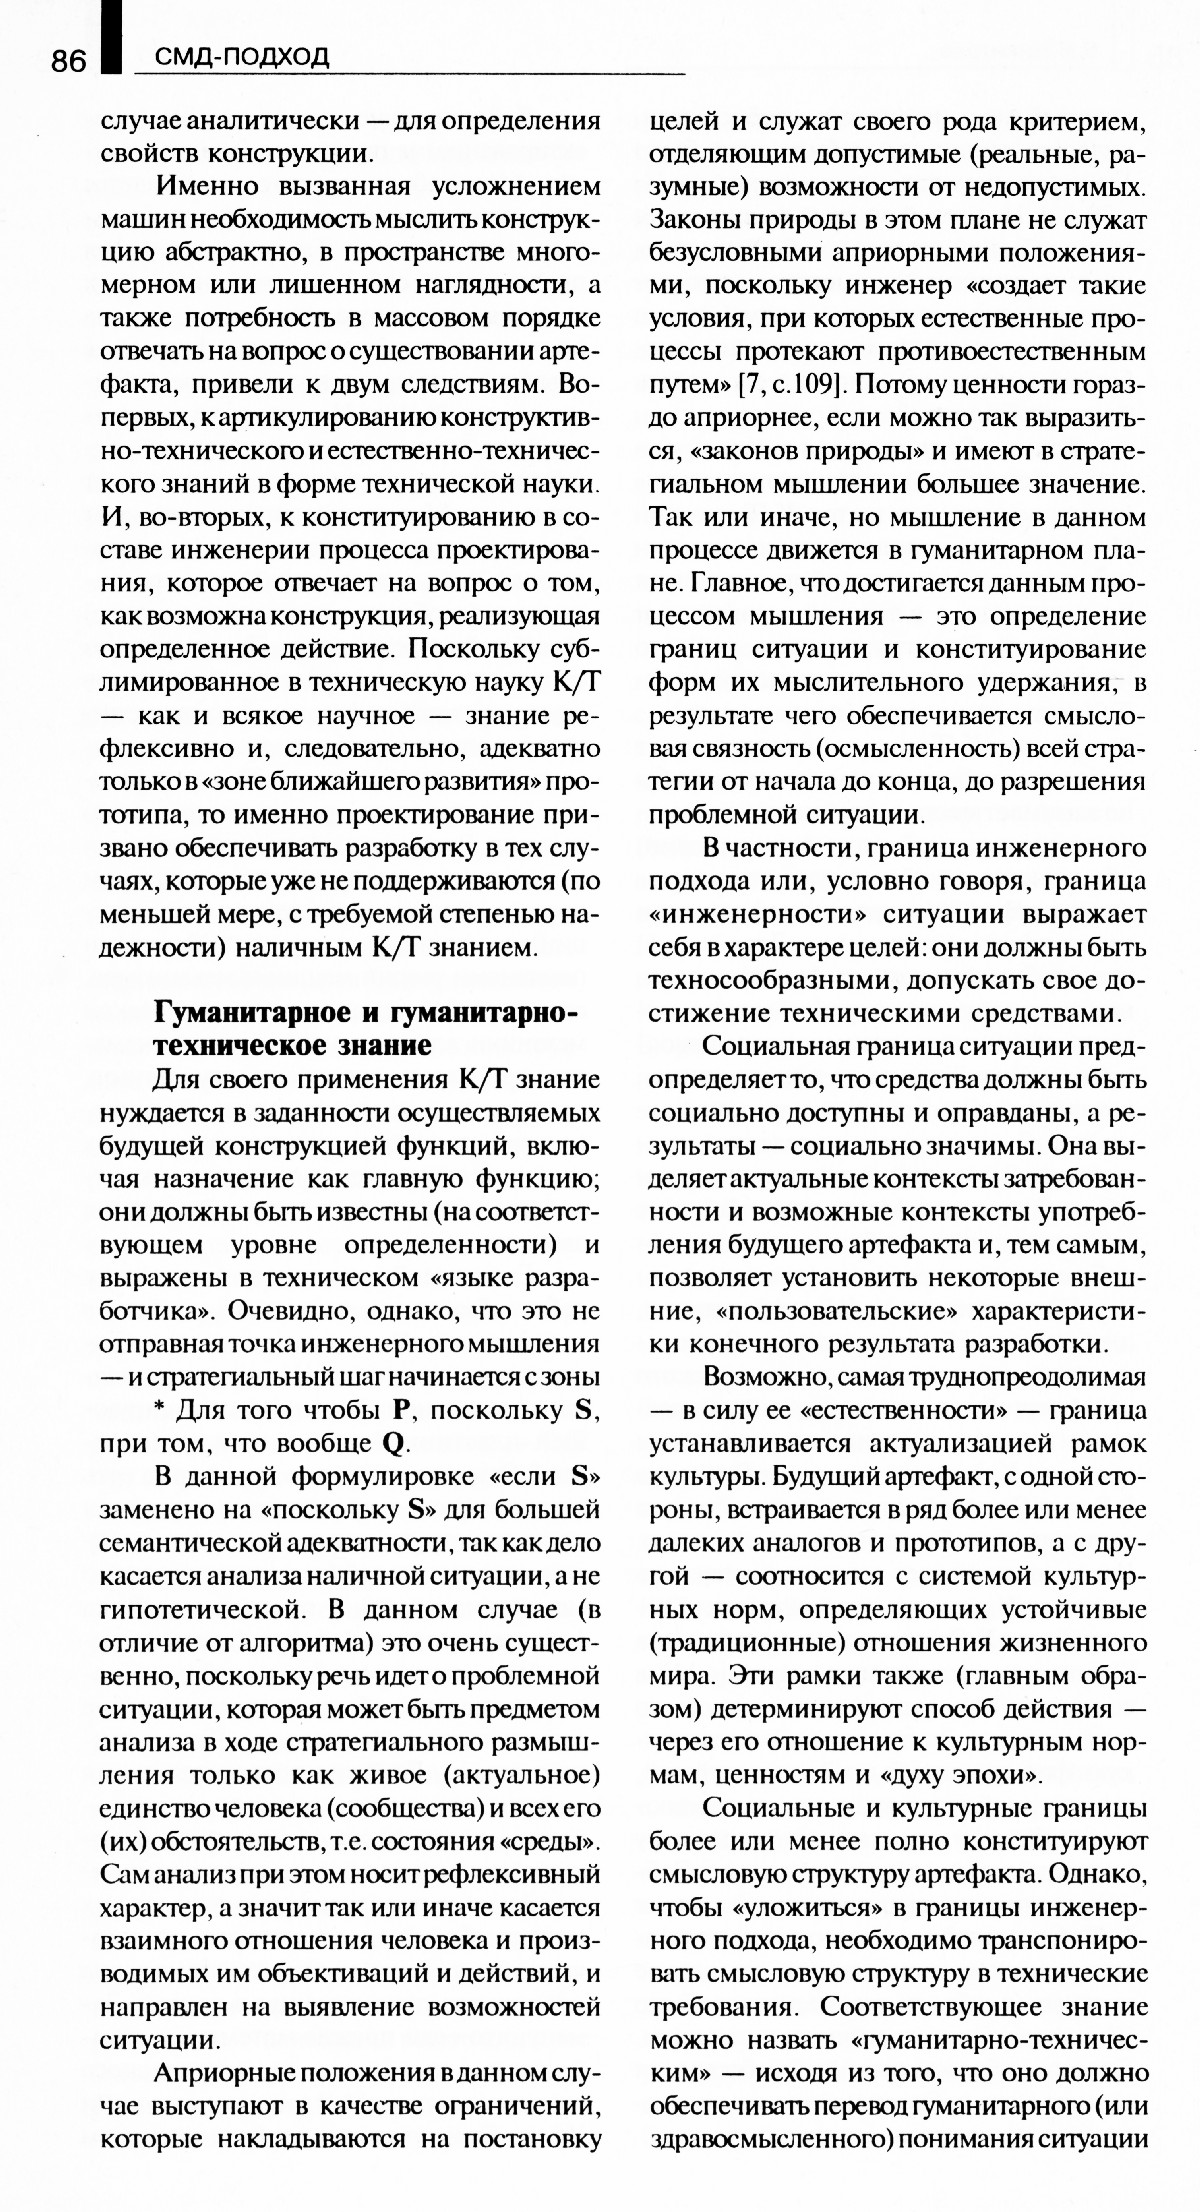 86
СМД-ПОДХОД
случае аналитически — для определения
свойств конструкции.
Именно вызванная усложнением
машин необходимость мыслить конструк-
цию абстрактно, в пространстве много-
мерном или лишенном наглядности, а
также потребность в массовом порядке
отвечать на вопрос о существовании арте-
факта, привели к двум следствиям. Во-
первых, к артикулированию конструктив-
но-технического и естественно-техничес-
кого знаний в форме технической науки.
И, во-вторых, к конституированию в со-
ставе инженерии процесса проектирова-
ния, которое отвечает на вопрос о том,
как возможна конструкция, реализующая
определенное действие. Поскольку суб-
лимированное в техническую науку К/Т
— как и всякое научное — знание ре-
флексивно и, следовательно, адекватно
только в «зоне ближайшего развития» про-
тотипа, то именно проектирование при-
звано обеспечивать разработку в тех слу-
чаях, которые уже не поддерживаются (по
меньшей мере, с требуемой степенью на-
дежности) наличным К/Т знанием.
Гуманитарное и гуманитарно-
техническое знание
Для своего применения К/Т знание
нуждается в заданности осуществляемых
будущей конструкцией функций, вклю-
чая назначение как главную функцию;
они должны быть известны (на соответст-
вующем уровне определенности) и
выражены в техническом «языке разра-
ботчика». Очевидно, однако, что это не
отправная точка инженерного мышления
— и стратегиальный шаг начинается с зоны
* Для того чтобы P, поскольку S,
при том, что вообще Q.
В данной формулировке «если S»
заменено на «поскольку S» для большей
семантической адекватности, так как дело
касается анализа наличной ситуации, а не
гипотетической. В данном случае (в
отличие от алгоритма) это очень сущест-
венно, поскольку речь идет о проблемной
ситуации, которая может быть предметом
анализа в ходе стратегиального размыш-
ления только как живое (актуальное)
единство человека (сообщества) и всех его
(их) обстоятельств, т.е. состояния «среды».
Сам анализ при этом носит рефлексивный
характер, а значит так или иначе касается
взаимного отношения человека и произ-
водимых им объективаций и действий, и
направлен на выявление возможностей
ситуации.
Априорные положения в данном слу-
чае выступают в качестве ограничений,
которые накладываются на постановку
целей и служат своего рода критерием,
отделяющим допустимые (реальные, ра-
зумные) возможности от недопустимых.
Законы природы в этом плане не служат
безусловными априорными положения-
ми, поскольку инженер «создает такие
условия, при которых естественные про-
цессы протекают противоестественным
путем» [7, с.109]. Потому ценности гораз-
до априорнее, если можно так выразить-
ся, «законов природы» и имеют в страте-
гиальном мышлении большее значение.
Так или иначе, но мышление в данном
процессе движется в гуманитарном пла-
не. Главное, что достигается данным про-
цессом мышления — это определение
границ ситуации и конституирование
форм их мыслительного удержания, в
результате чего обеспечивается смысло-
вая связность (осмысленность) всей стра-
тегии от начала до конца, до разрешения
проблемной ситуации.
В частности, граница инженерного
подхода или, условно говоря, граница
«инженерности» ситуации выражает
себя в характере целей: они должны быть
техносообразными, допускать свое до-
стижение техническими средствами.
Социальная граница ситуации пред-
определяет то, что средства должны быть
социально доступны и оправданы, а ре-
зультаты — социально значимы. Она вы-
деляет актуальные контексты затребован-
ности и возможные контексты употреб-
ления будущего артефакта и, тем самым,
позволяет установить некоторые внеш-
ние, «пользовательские» характеристи-
ки конечного результата разработки.
Возможно, самая труднопреодолимая
— в силу ее «естественности» — граница
устанавливается актуализацией рамок
культуры. Будущий артефакт, с одной сто-
роны, встраивается в ряд более или менее
далеких аналогов и прототипов, а с дру-
гой — соотносится с системой культур-
ных норм, определяющих устойчивые
(традиционные) отношения жизненного
мира. Эти рамки также (главным обра-
зом) детерминируют способ действия —
через его отношение к культурным нор-
мам, ценностям и «духу эпохи».
Социальные и культурные границы
более или менее полно конституируют
смысловую структуру артефакта. Однако,
чтобы «уложиться» в границы инженер-
ного подхода, необходимо транспониро-
вать смысловую структуру в технические
требования. Соответствующее знание
можно назвать «гуманитарно-техничес-
ким» — исходя из того, что оно должно
обеспечивать перевод гуманитарного (или
здравосмысленного) понимания ситуации